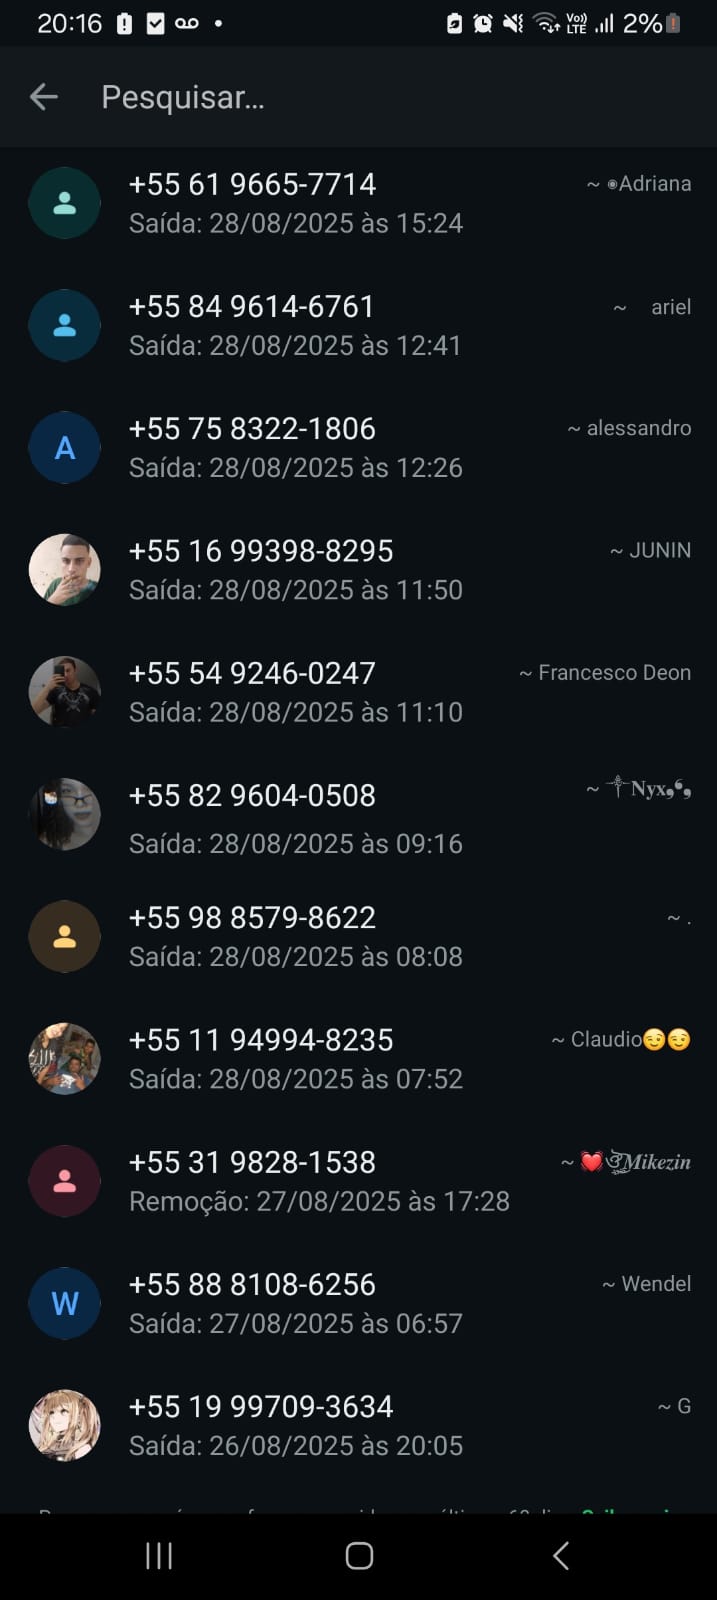 20:16
Vo))
LTE
2%
Pesquisar...
+55 61 9665-7714
~ ◉Adriana
Saída: 28/08/2025 às 15:24
+55 84 9614-6761
~ ariel
Saída: 28/08/2025 às 12:41
A
+55 75 8322-1806
~ alessandro
Saída: 28/08/2025 às 12:26
+55 16 99398-8295
~ JUNIN
Saída: 28/08/2025 às 11:50
+55 54 9246-0247
~ Francesco Deon
Saída: 28/08/2025 às 11:10
+55 82 9604-0508
~ ༒Nyx,❛,
Saída: 28/08/2025 às 09:16
+55 98 8579-8622
~ .
Saída: 28/08/2025 às 08:08
+55 11 94994-8235
~ Claudio😏😏
Saída: 28/08/2025 às 07:52
+55 31 9828-1538
~ 💓Mikezin
Remoção: 27/08/2025 às 17:28
W
+55 88 8108-6256
~ Wendel
Saída: 27/08/2025 às 06:57
+55 19 99709-3634
~ G
Saída: 26/08/2025 às 20:05